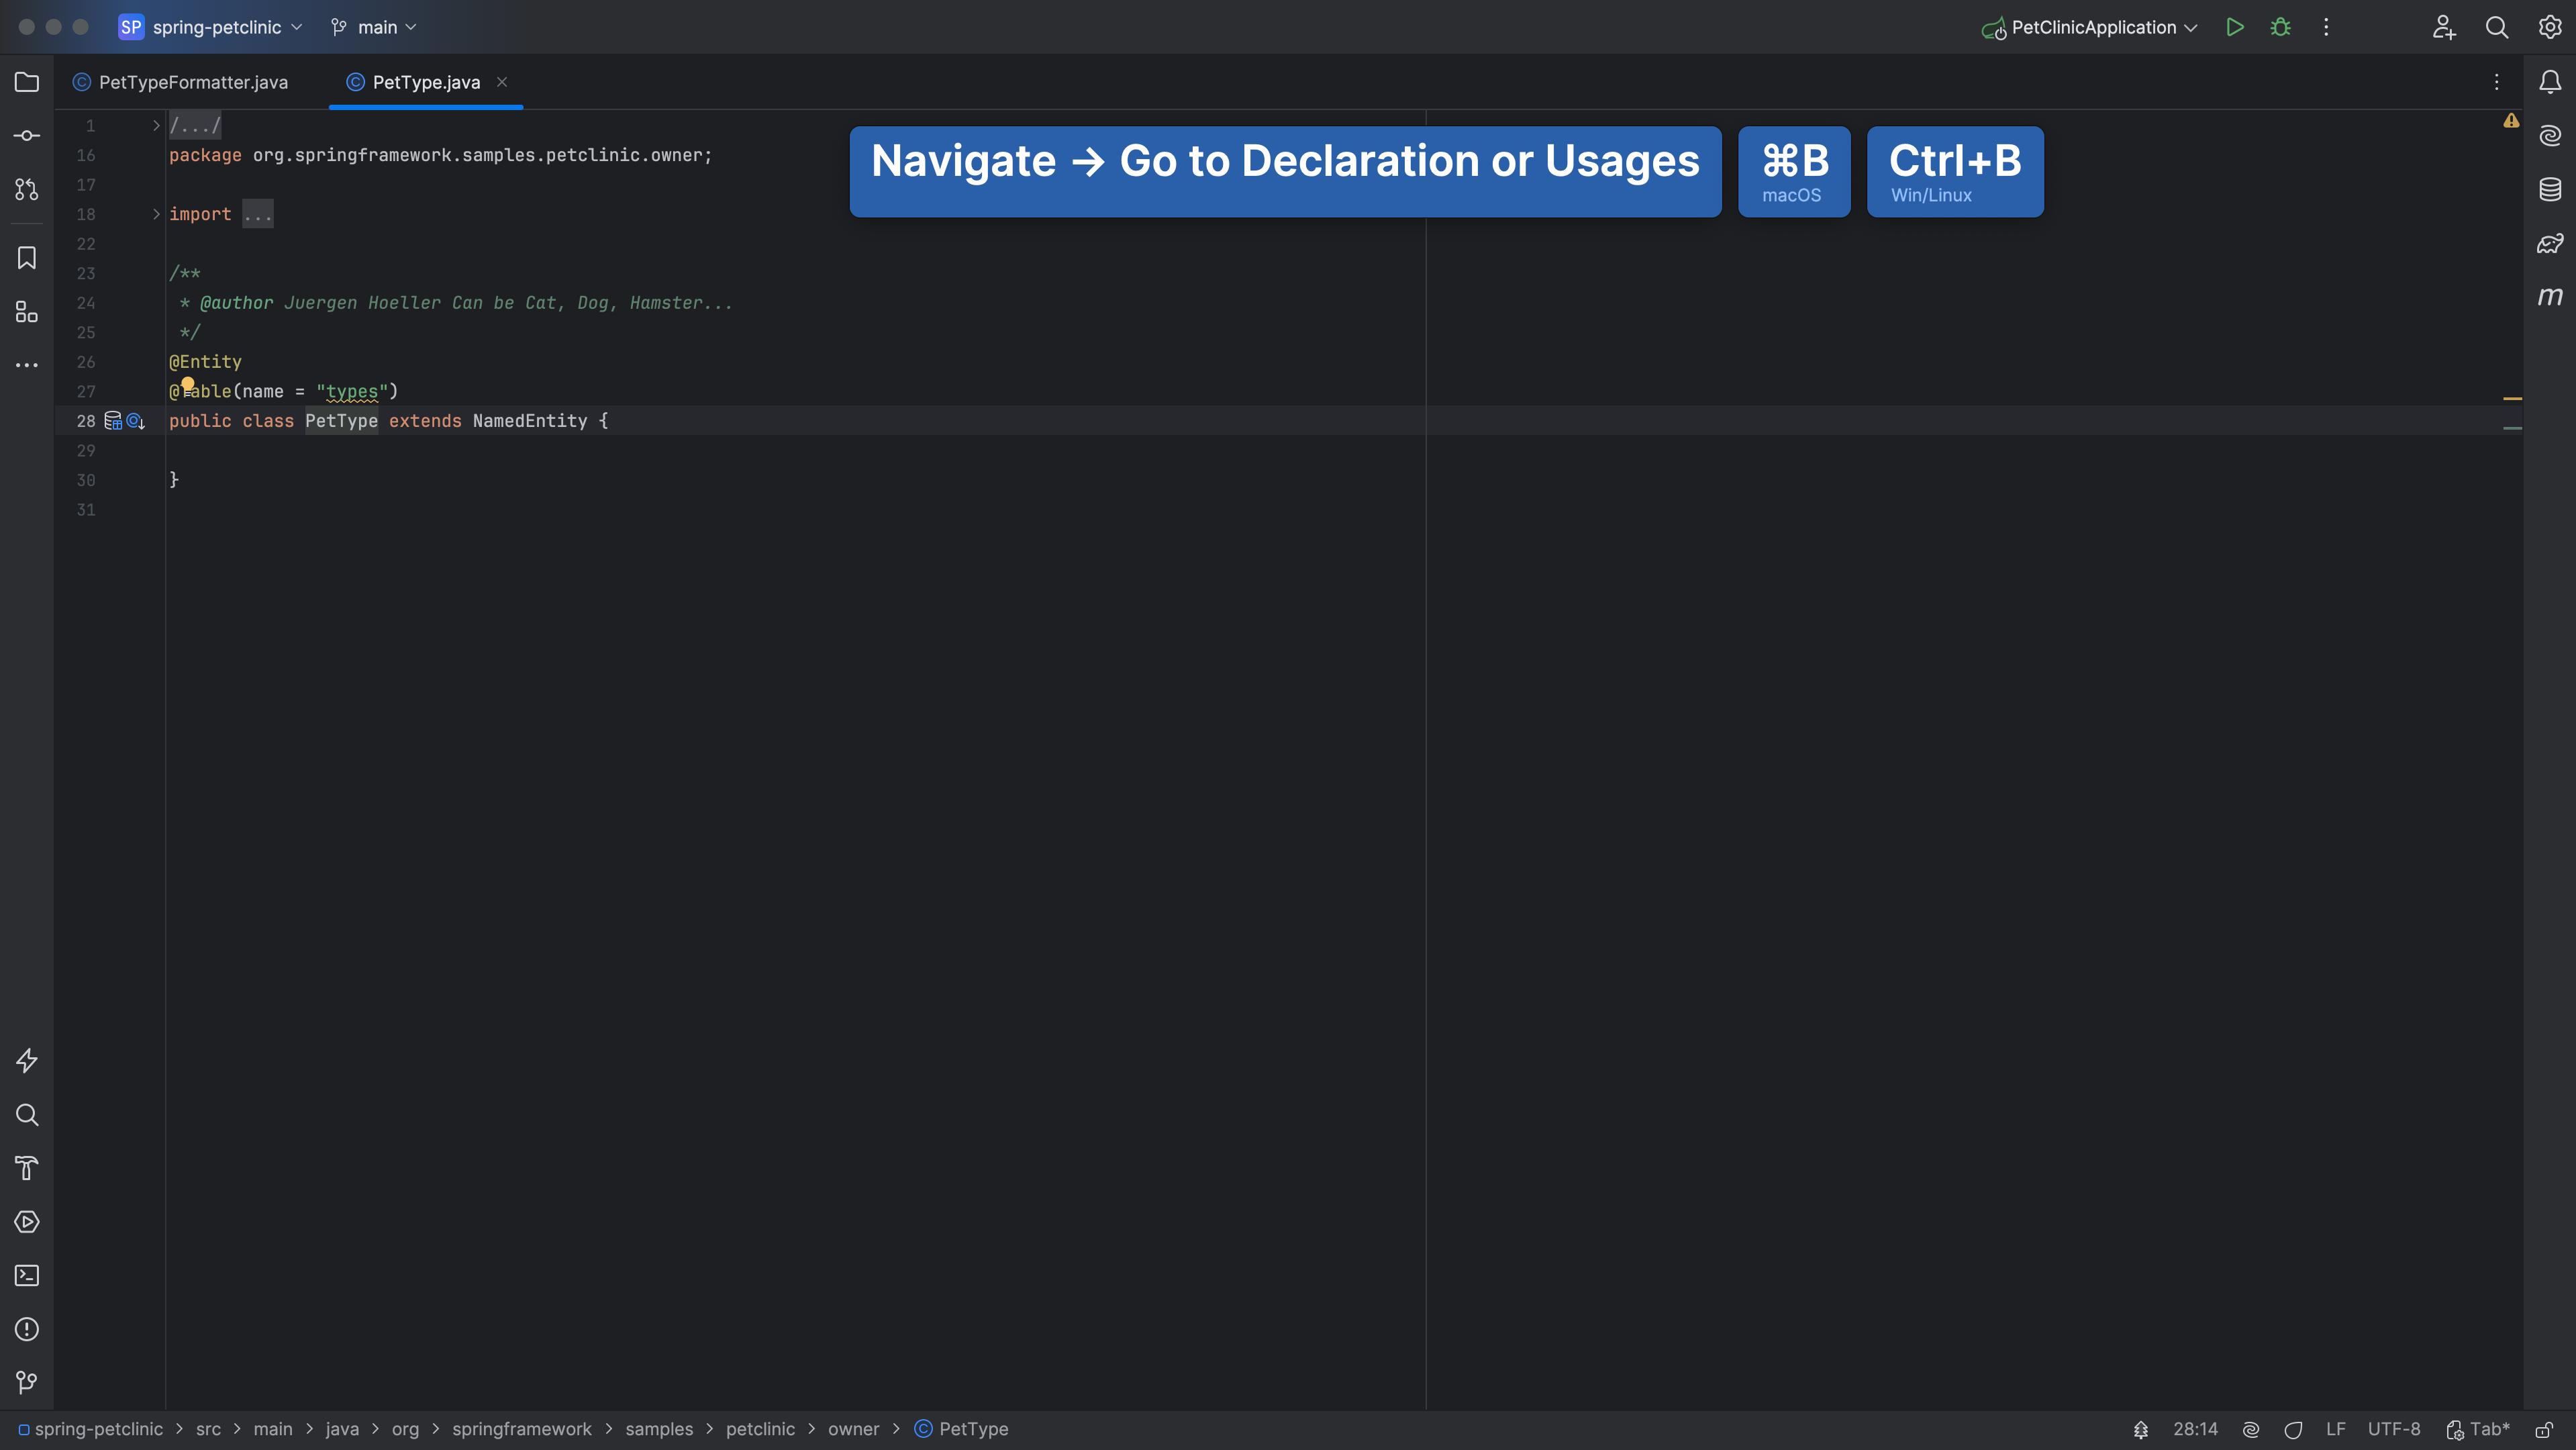 SP spring-petclinic main PetClinicApplication
PetTypeFormatter.java PetType.java
1 /.../
16 package org.springframework.samples.petclinic.owner;
17
18 import ...
22
23 /**
24 * @author Juergen Hoeller Can be Cat, Dog, Hamster...
25 */
26 @Entity
27 @Table(name = "types")
28 public class PetType extends NamedEntity {
29
30 }
31
Navigate → Go to Declaration or Usages
⌘B
macOS
Ctrl+B
Win/Linux
m
spring-petclinic > src > main > java > org > springframework > samples > petclinic > owner > PetType 28:14 LF UTF-8 Tab*